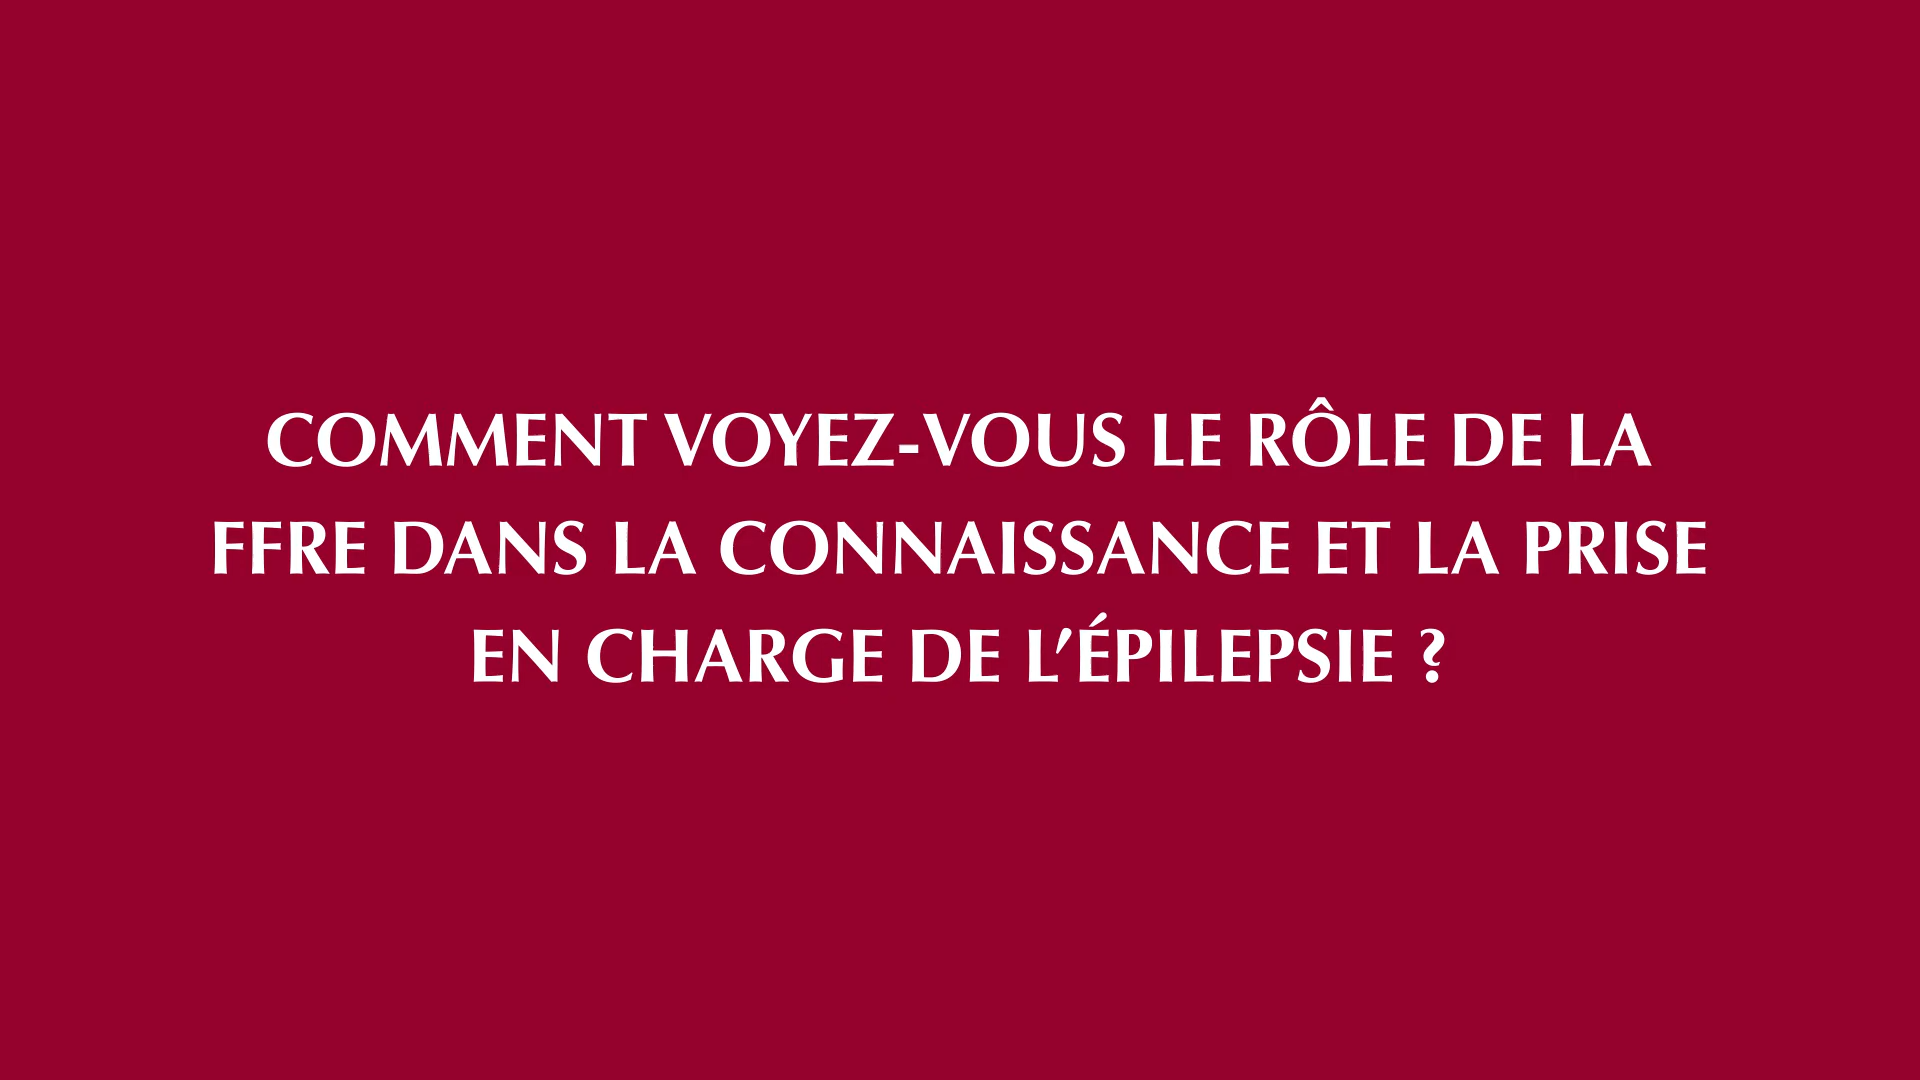 COMMENT VOYEZ-VOUS LE RÔLE DE LA
FFRE DANS LA CONNAISSANCE ET LA PRISE
EN CHARGE DE L’ÉPILEPSIE ?